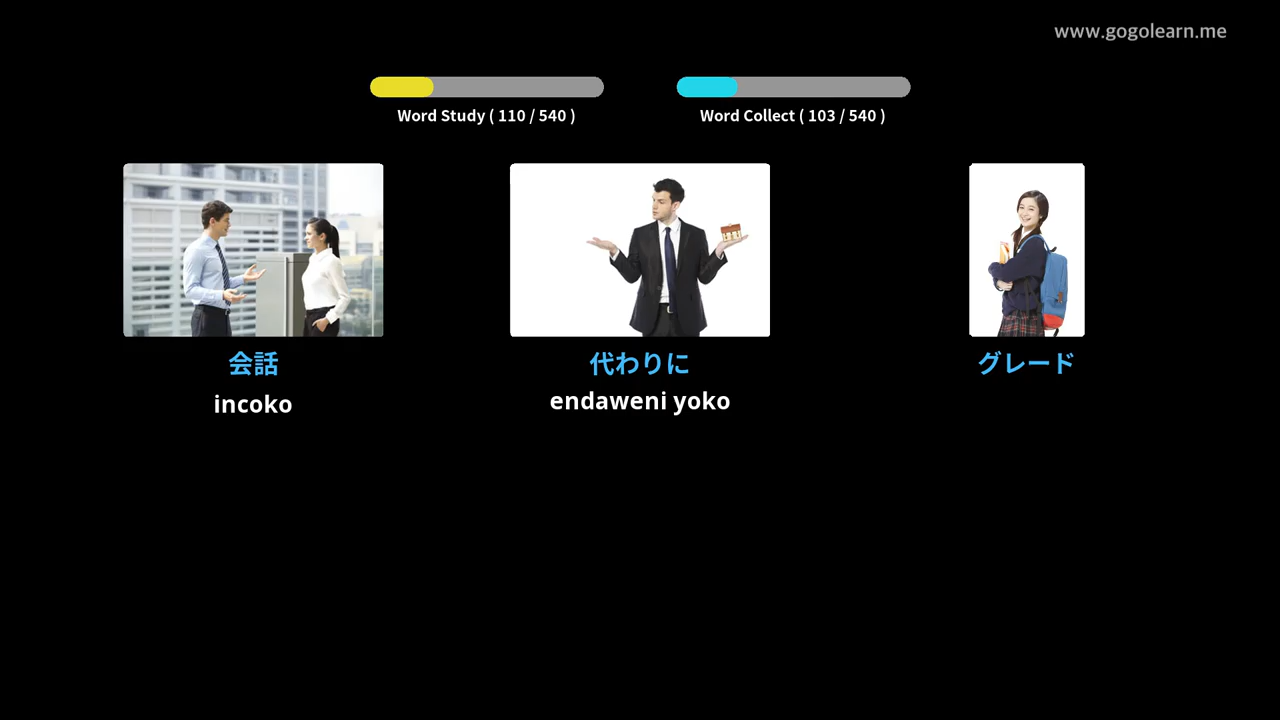 www.gogolearn.me
Word Study ( 110 / 540 )
Word Collect ( 103 / 540 )
会話
代わりに
グレード
incoko
endaweni yoko